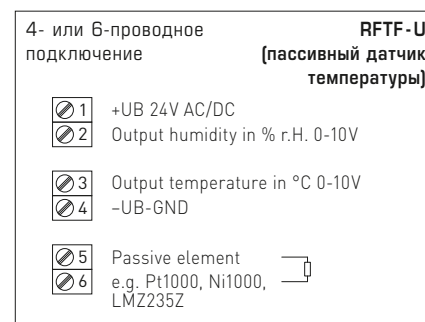 4- или 6-проводное
подключение
RFTF-U
(пассивный датчик
температуры)
1 +UB 24V AC/DC
2 Output humidity in % r.H. 0-10V
3 Output temperature in °C 0-10V
4 –UB-GND
5 Passive element
6 e.g. Pt1000, Ni1000,
LMZ235Z